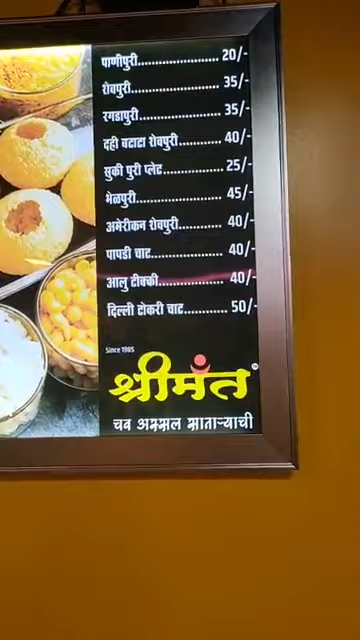 पाणीपुरी....................... 20/-
शेवपुरी......................... 35/-
रगडापुरी........................ 35/-
दही बटाटा शेवपुरी............... 40/-
सुकी पुरी प्लेट.................. 25/-
भेळपुरी......................... 45/-
अमेरीकन शेवपुरी................ 40/-
पापडी चाट...................... 40/-
आलु टीक्की...................... 40/-
दिल्ली टोकरी चाट............... 50/-
Since 1985
श्रीमंत
चव अस्सल साताऱ्याची